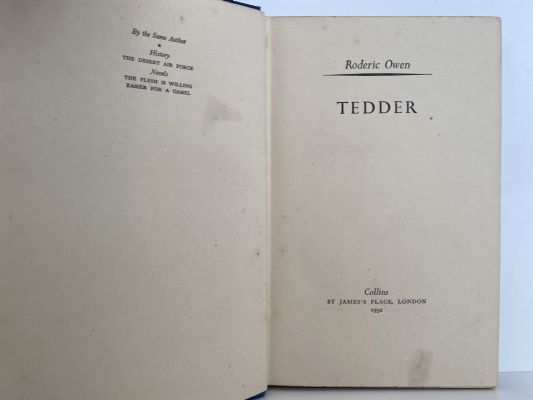 By the Same Author
*
History
THE DESERT AIR FORCE
Novels
THE FLESH IS WILLING
EASIER FOR A CAMEL
Roderic Owen
TEDDER
Collins
ST JAMES'S PLACE, LONDON
1952